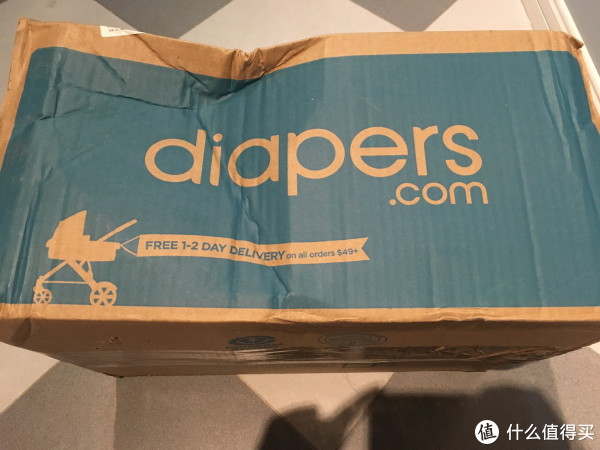 diapers
.com
FREE 1-2 DAY DELIVERY on all orders $49+
值 什么值得买